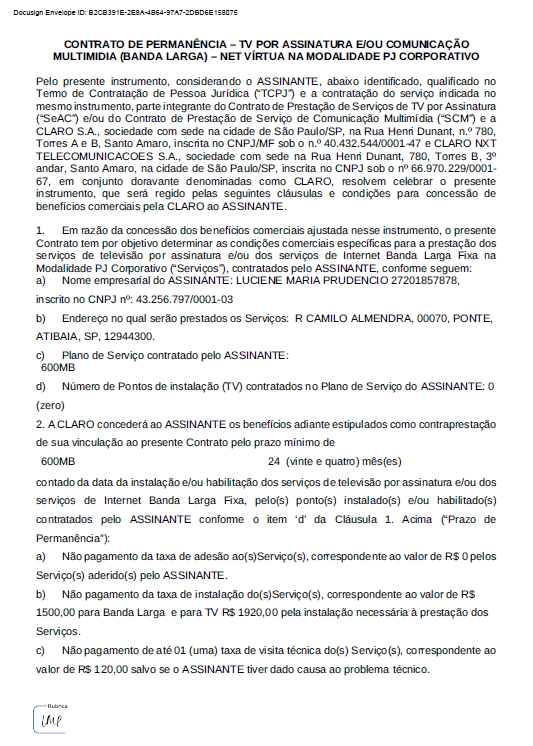 Docusign Envelope ID: B2CB391E-2E8A-4B64-97A7-2DBD6E158075
CONTRATO DE PERMANÊNCIA – TV POR ASSINATURA E/OU COMUNICAÇÃO
MULTIMIDIA (BANDA LARGA) – NET VÍRTUA NA MODALIDADE PJ CORPORATIVO
Pelo presente instrumento, considerando o ASSINANTE, abaixo identificado, qualificado no
Termo de Contratação de Pessoa Jurídica ("TCPJ") e a contratação do serviço indicada no
mesmo instrumento, parte integrante do Contrato de Prestação de Serviços de TV por Assinatura
("SeAC") e/ou do Contrato de Prestação de Serviço de Comunicação Multimídia ("SCM") e a
CLARO S.A., sociedade com sede na cidade de São Paulo/SP, na Rua Henri Dunant, n.º 780,
Torres A e B, Santo Amaro, inscrita no CNPJ/MF sob o n.º 40.432.544/0001-47 e CLARO NXT
TELECOMUNICACOES S.A., sociedade com sede na Rua Henri Dunant, 780, Torres B, 3º
andar, Santo Amaro, na cidade de São Paulo/SP, inscrita no CNPJ sob o nº 66.970.229/0001-
67, em conjunto doravante denominadas como CLARO, resolvem celebrar o presente
instrumento, que será regido pelas seguintes cláusulas e condições para concessão de
benefícios comerciais pela CLARO ao ASSINANTE.
1. Em razão da concessão dos benefícios comerciais ajustada nesse instrumento, o presente
Contrato tem por objetivo determinar as condições comerciais específicas para a prestação dos
serviços de televisão por assinatura e/ou dos serviços de Internet Banda Larga Fixa na
Modalidade PJ Corporativo ("Serviços"), contratados pelo ASSINANTE, conforme seguem:
a) Nome empresarial do ASSINANTE: LUCIENE MARIA PRUDENCIO 27201857878,
inscrito no CNPJ nº: 43.256.797/0001-03
b) Endereço no qual serão prestados os Serviços: R CAMILO ALMENDRA, 00070, PONTE,
ATIBAIA, SP, 12944300.
c) Plano de Serviço contratado pelo ASSINANTE:
600MB
d) Número de Pontos de instalação (TV) contratados no Plano de Serviço do ASSINANTE: 0
(zero)
2. A CLARO concederá ao ASSINANTE os benefícios adiante estipulados como contraprestação
de sua vinculação ao presente Contrato pelo prazo mínimo de
600MB 24 (vinte e quatro) mês(es)
contado da data da instalação e/ou habilitação dos serviços de televisão por assinatura e/ou dos
serviços de Internet Banda Larga Fixa, pelo(s) ponto(s) instalado(s) e/ou habilitado(s)
contratados pelo ASSINANTE conforme o item 'd' da Cláusula 1. Acima ("Prazo de
Permanência"):
a) Não pagamento da taxa de adesão ao(s)Serviço(s), correspondente ao valor de R$ 0 pelos
Serviço(s) aderido(s) pelo ASSINANTE.
b) Não pagamento da taxa de instalação do(s)Serviço(s), correspondente ao valor de R$
1500,00 para Banda Larga e para TV R$ 1920,00 pela instalação necessária à prestação dos
Serviços.
c) Não pagamento de até 01 (uma) taxa de visita técnica do(s) Serviço(s), correspondente ao
valor de R$ 120,00 salvo se o ASSINANTE tiver dado causa ao problema técnico.
Rubrica
LMP